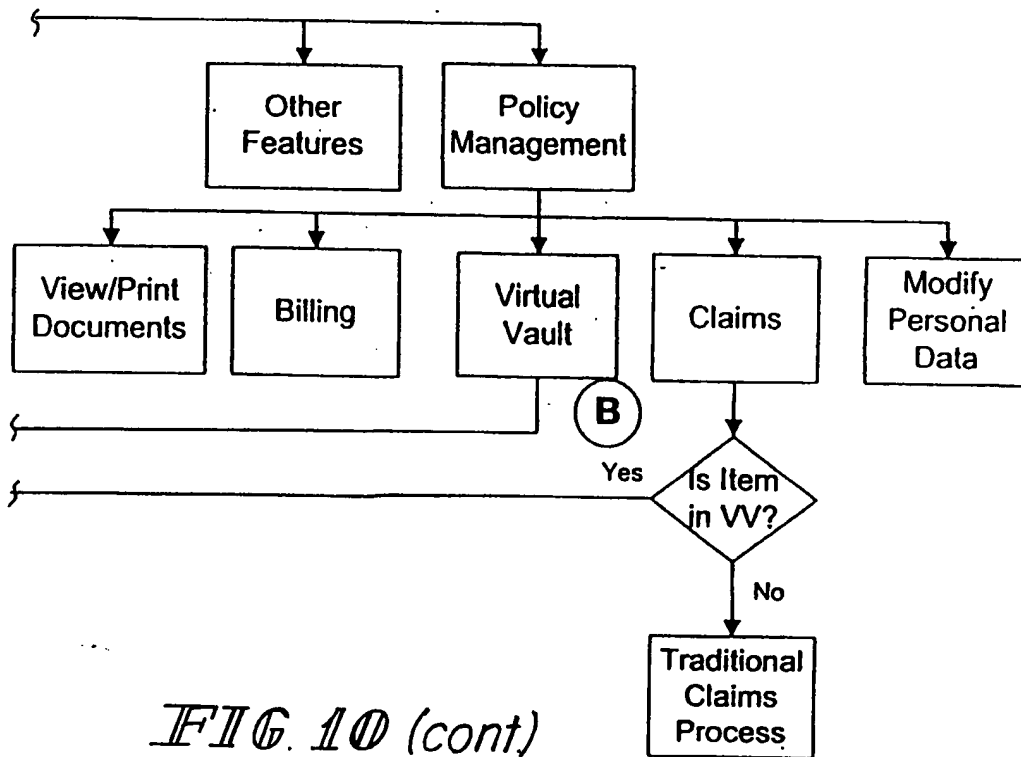 Other
Features
Policy
Management
View/Print
Documents
Billing
Virtual
Vault
Claims
Modify
Personal
Data
B
Yes
Is Item
in VV?
No
Traditional
Claims
Process
FIG. 10 (cont.)